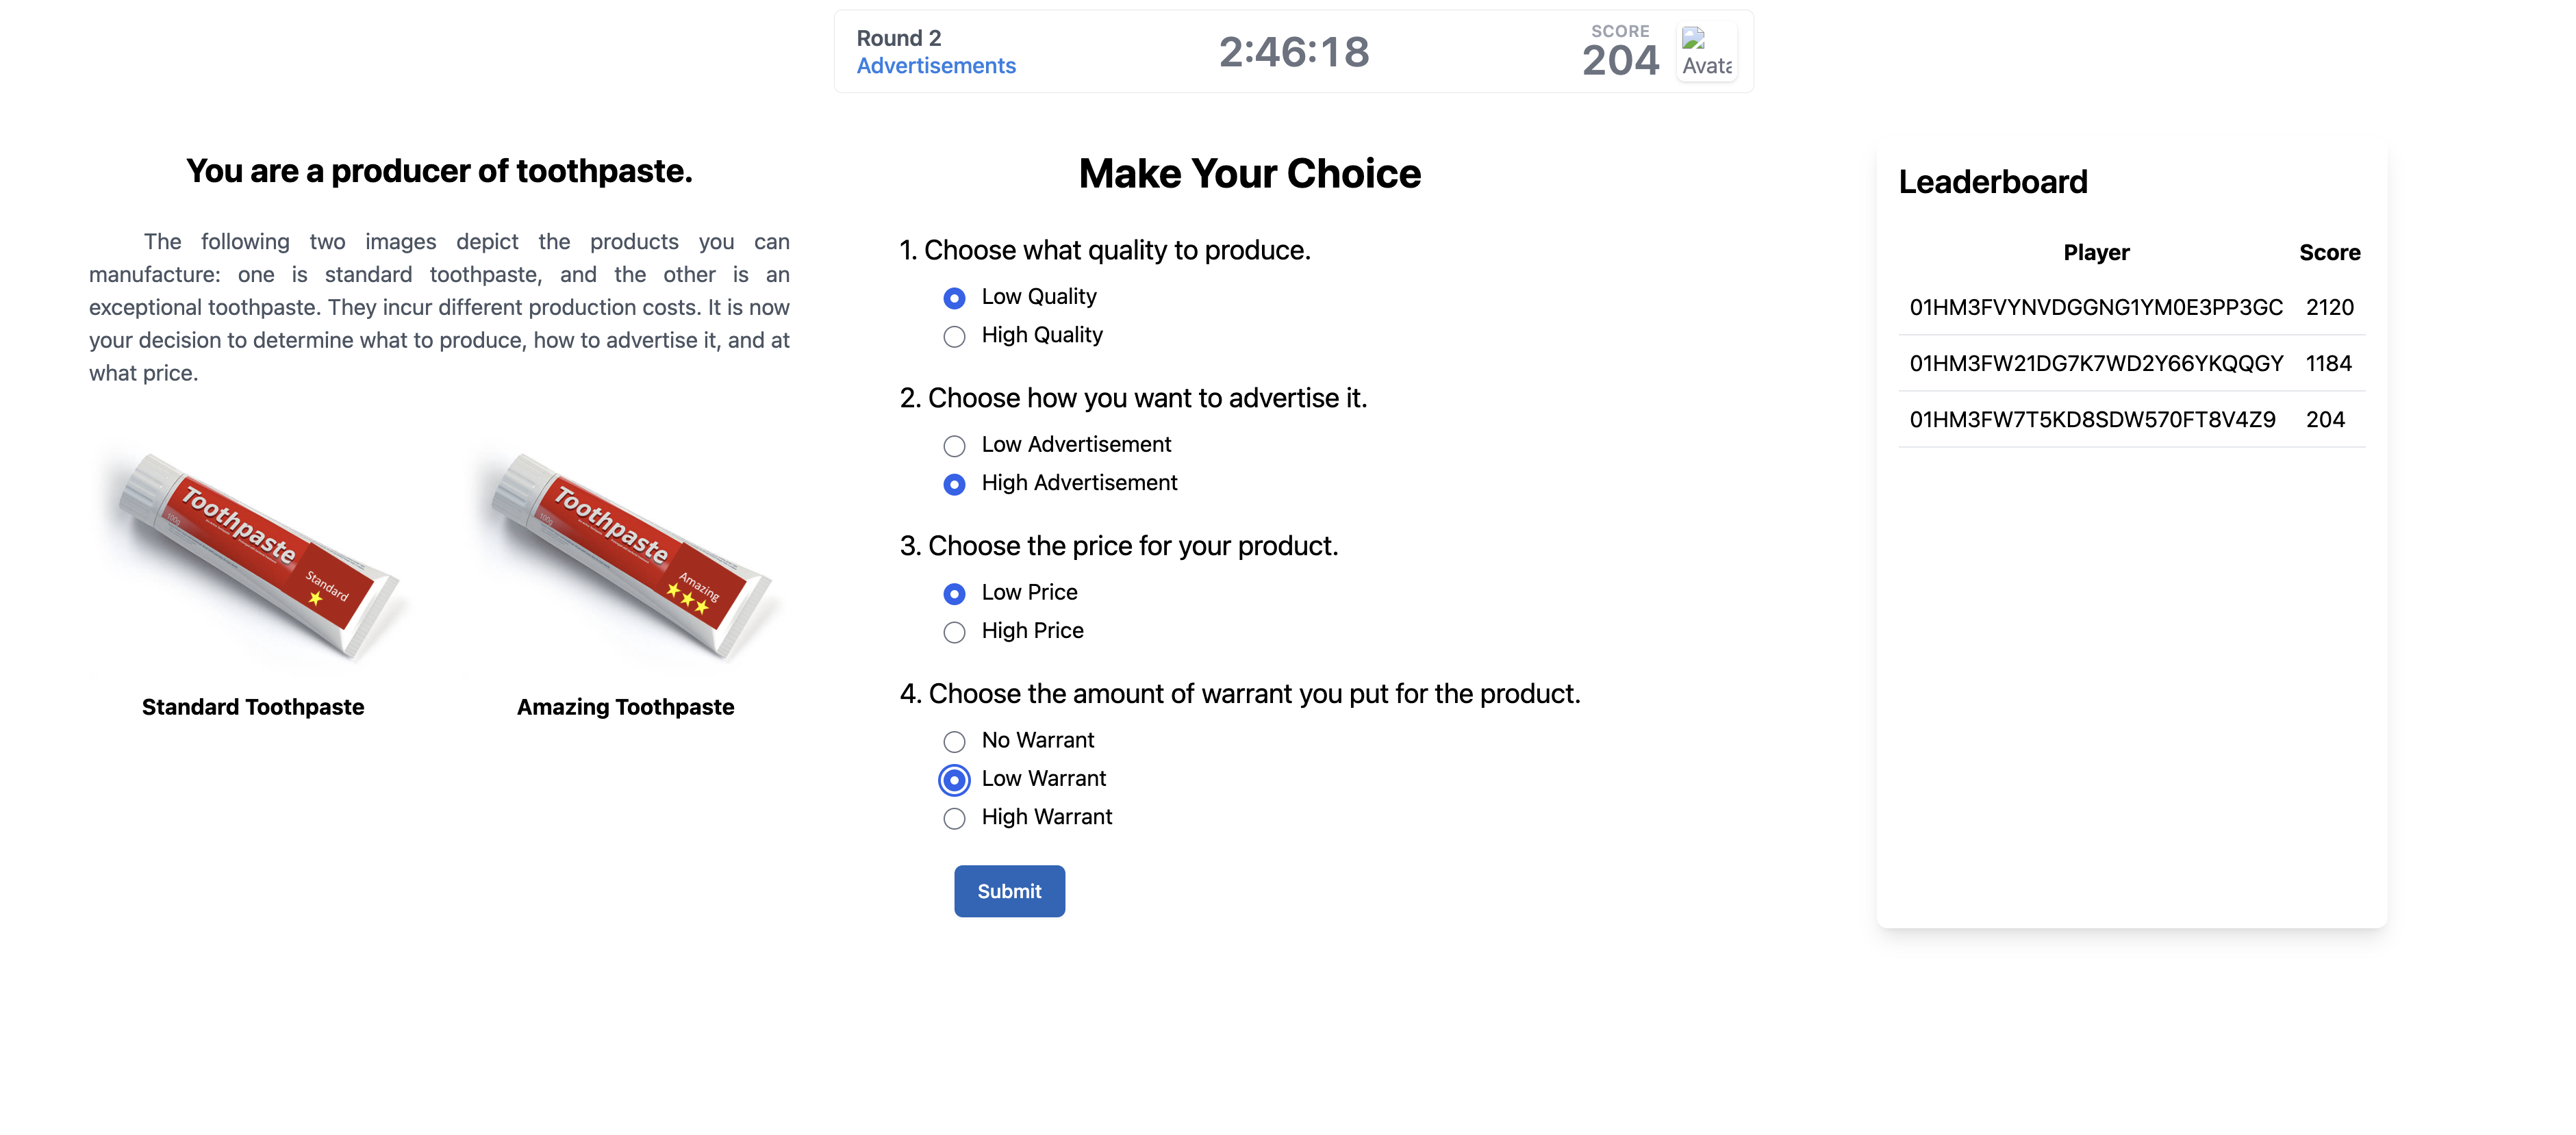 Round 2
Advertisements
2:46:18
SCORE
204
Avata
You are a producer of toothpaste.
The following two images depict the products you can
manufacture: one is standard toothpaste, and the other is an
exceptional toothpaste. They incur different production costs. It is now
your decision to determine what to produce, how to advertise it, and at
what price.
Toothpaste
100g
Standard
Toothpaste
100g
Amazing
Standard Toothpaste
Amazing Toothpaste
Make Your Choice
1. Choose what quality to produce.
Low Quality
High Quality
2. Choose how you want to advertise it.
Low Advertisement
High Advertisement
3. Choose the price for your product.
Low Price
High Price
4. Choose the amount of warrant you put for the product.
No Warrant
Low Warrant
High Warrant
Submit
Leaderboard
Player Score
01HM3FVYNVDGGNG1YM0E3PP3GC 2120
01HM3FW21DG7K7WD2Y66YKQQGY 1184
01HM3FW7T5KD8SDW570FT8V4Z9 204